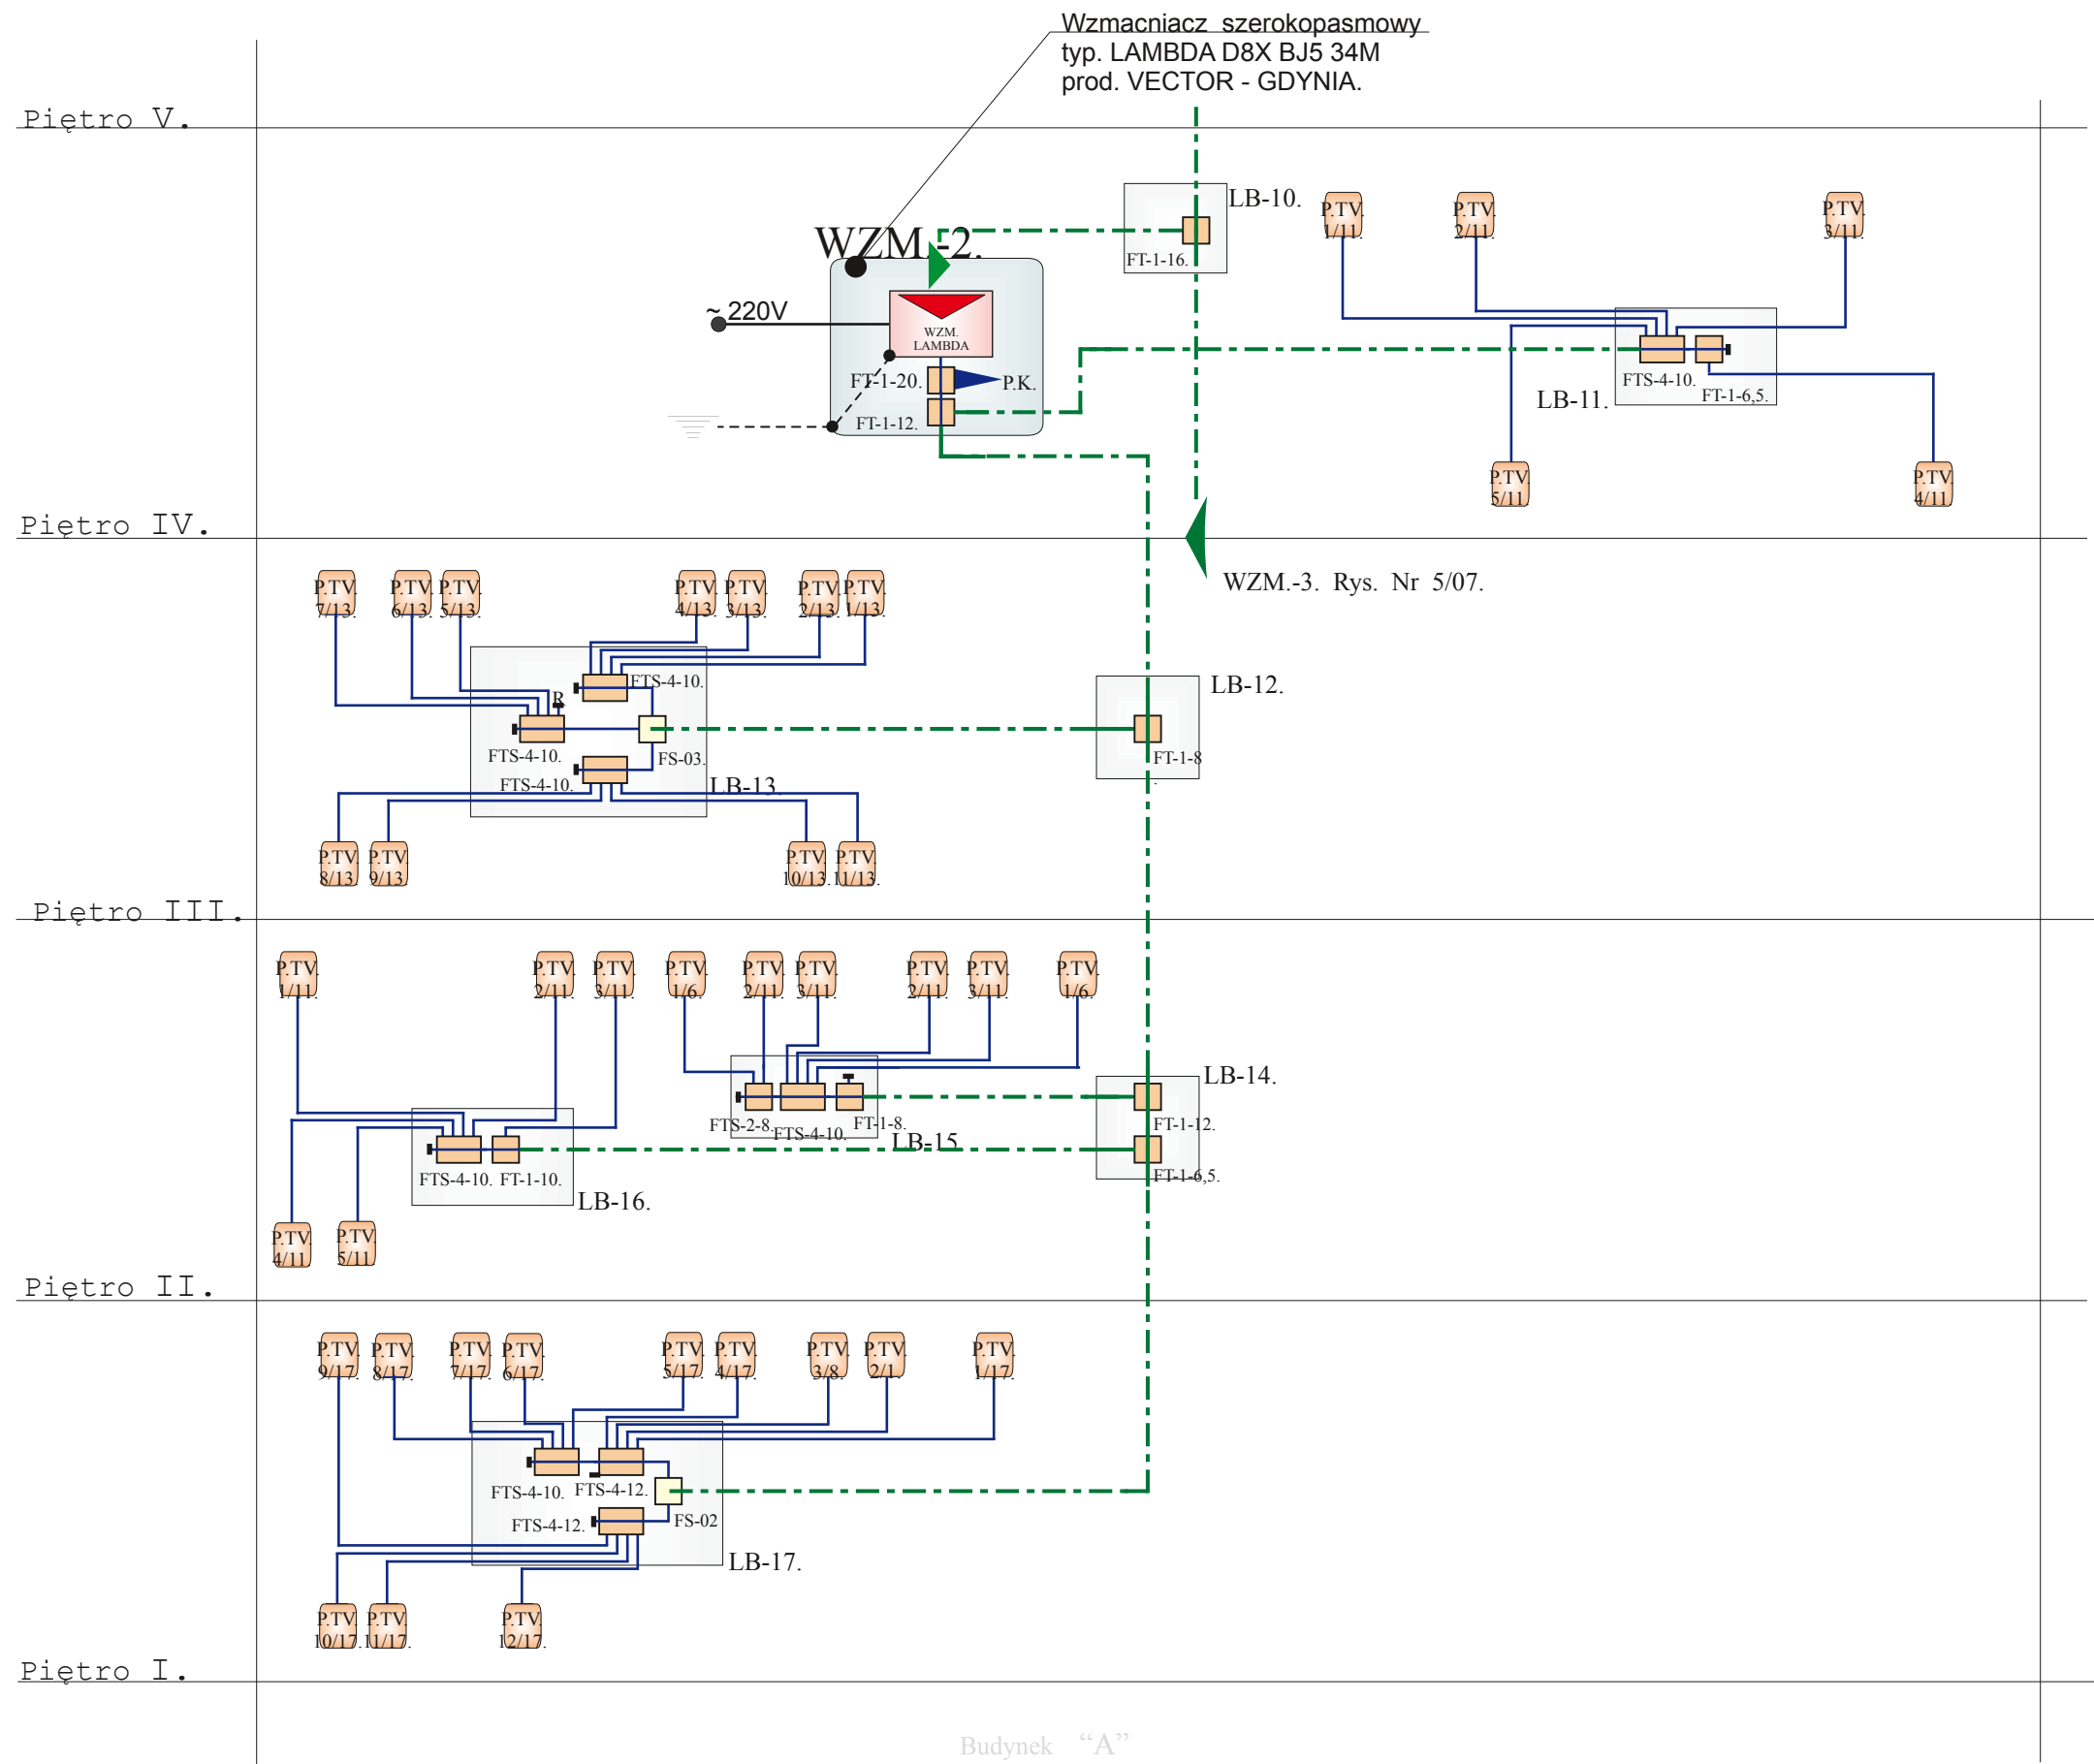 Wzmacniacz szerokopasmowy
typ. LAMBDA D8X BJ5 34M
prod. VECTOR - GDYNIA.
Piętro V.
LB-10.
FT-1-16.
WZM.-2.
~ 220V
WZM.
LAMBDA
FT-1-20.
P.K.
FT-1-12.
P.TV.
1/11.
P.TV.
2/11.
P.TV.
3/11.
FTS-4-10.
FT-1-6,5.
LB-11.
P.TV.
5/11.
P.TV.
4/11.
Piętro IV.
WZM.-3. Rys. Nr 5/07.
P.TV.
7/13.
P.TV.
6/13.
P.TV.
5/13.
P.TV.
4/13.
P.TV.
3/13.
P.TV.
2/13.
P.TV.
1/13.
FTS-4-10.
R
FTS-4-10.
FS-03.
FTS-4-10.
LB-13.
LB-12.
FT-1-8
.
P.TV.
8/13.
P.TV.
9/13.
P.TV.
10/13.
P.TV.
11/13.
Piętro III.
P.TV.
1/11.
P.TV.
2/11.
P.TV.
3/11.
P.TV.
1/6.
P.TV.
2/11.
P.TV.
3/11.
P.TV.
2/11.
P.TV.
3/11.
P.TV.
1/6.
LB-14.
FTS-2-8.
FTS-4-10.
FT-1-8.
LB-15.
FT-1-12.
FT-1-6,5.
FTS-4-10.
FT-1-10.
LB-16.
P.TV.
4/11.
P.TV.
5/11.
Piętro II.
P.TV.
9/17.
P.TV.
8/17.
P.TV.
7/17.
P.TV.
6/17.
P.TV.
5/17.
P.TV.
4/17.
P.TV.
3/8.
P.TV.
2/1.
P.TV.
1/17.
FTS-4-10.
FTS-4-12.
FTS-4-12.
FS-02
LB-17.
P.TV.
10/17.
P.TV.
11/17.
P.TV.
12/17.
Piętro I.
Budynek “A”